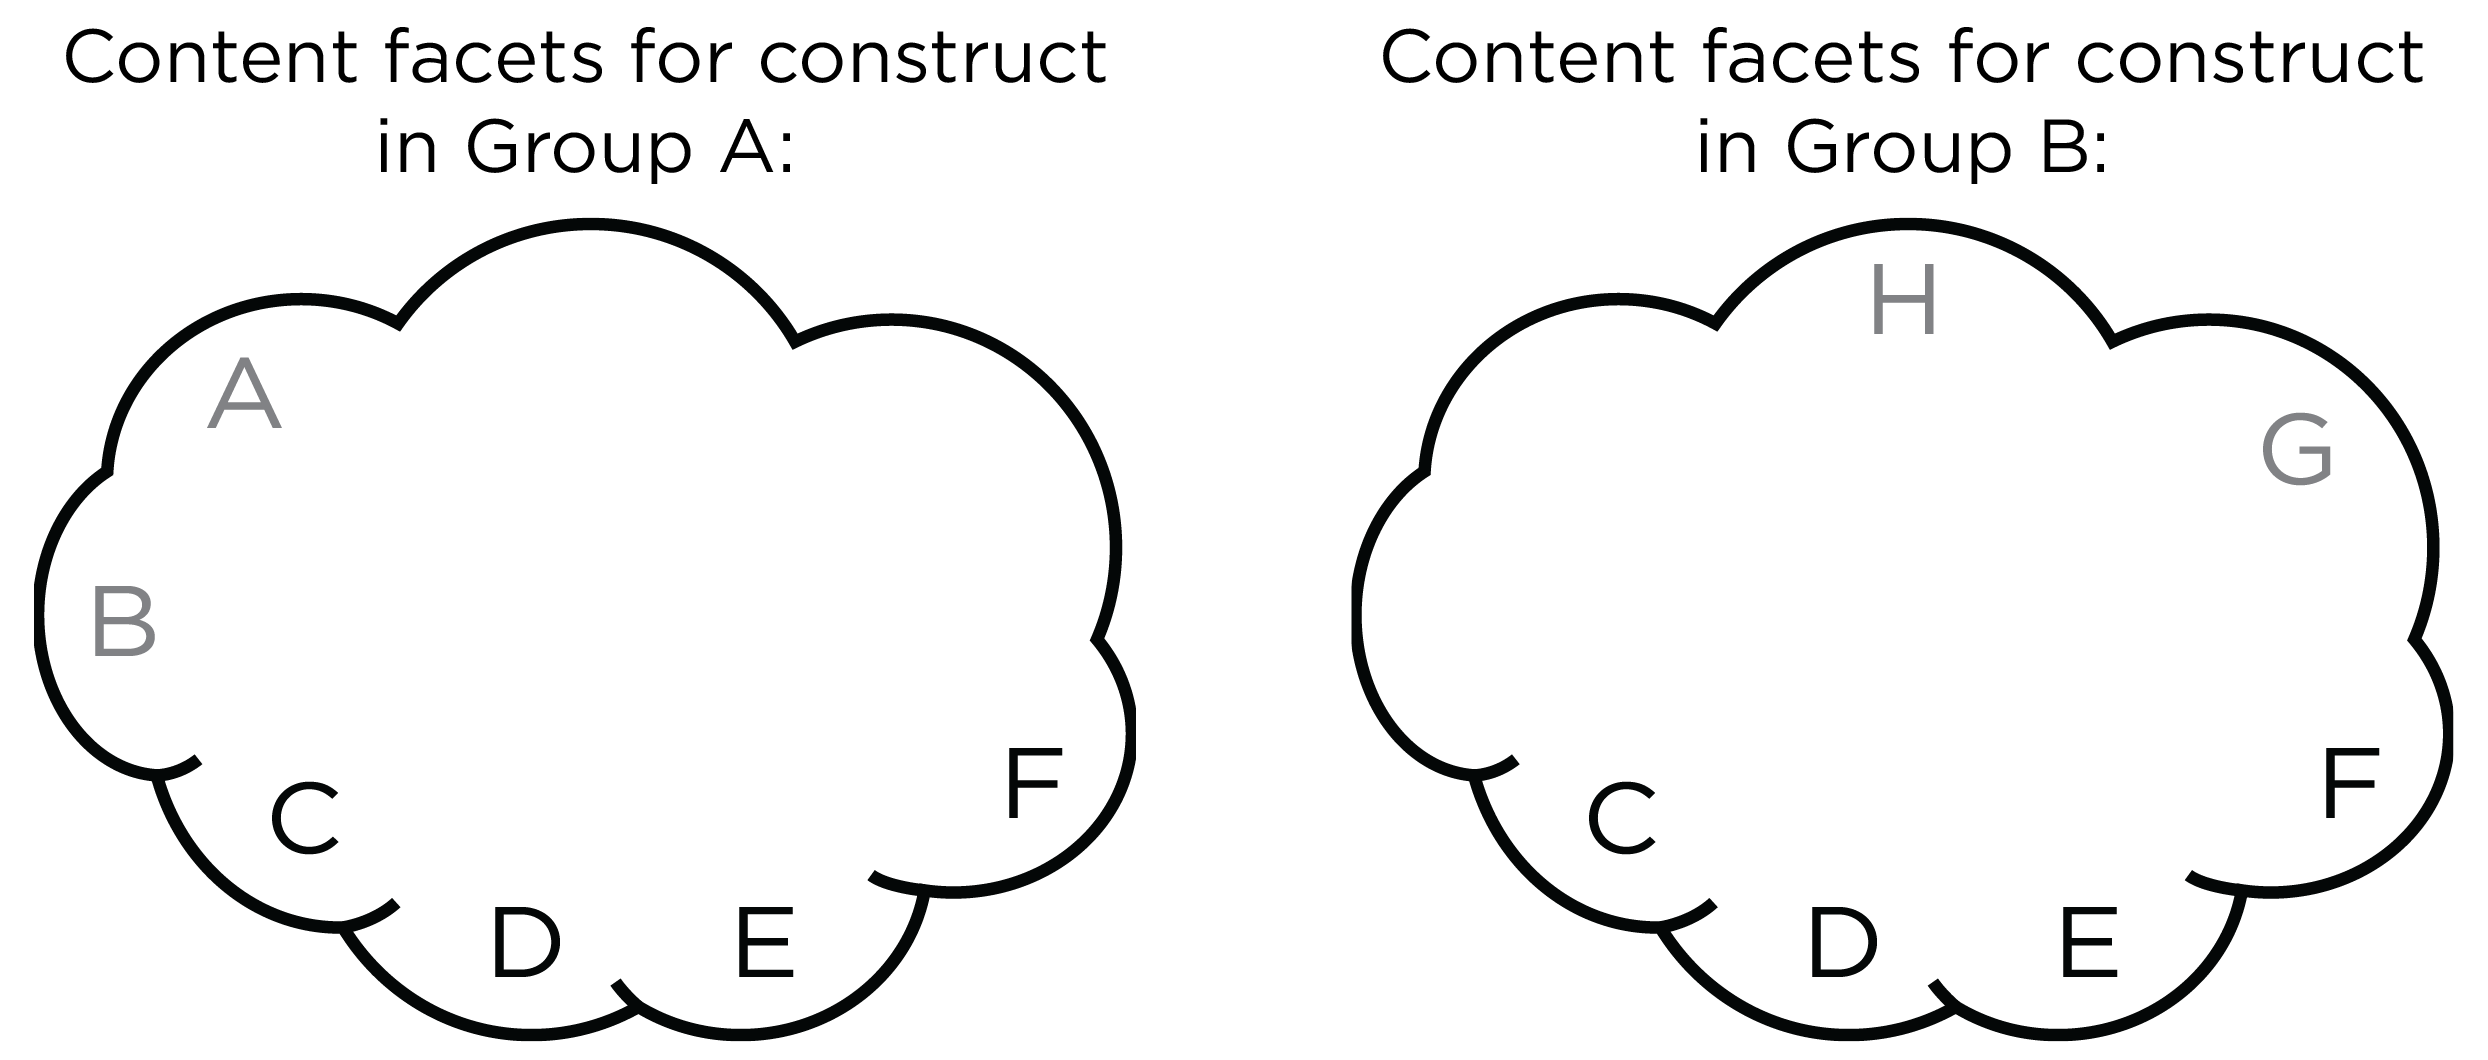 Content facets for construct
in Group A:
A
B
C
D
E
F
Content facets for construct
in Group B:
H
G
F
C
D
E